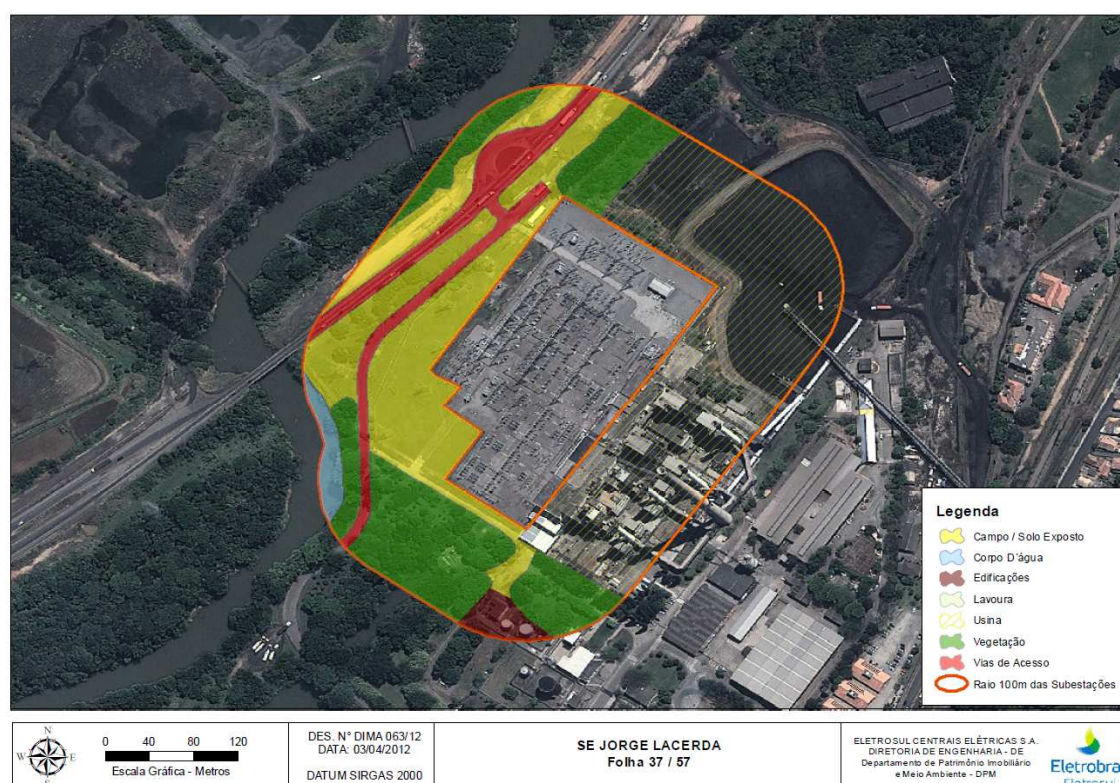 Legenda
Campo / Solo Exposto
Corpo D'água
Edificações
Lavoura
Usina
Vegetação
Vias de Acesso
Raio 100m das Subestações
N
W
E
S
0 40 80 120
Escala Gráfica - Metros
DES. N° DIMA 063/12
DATA: 03/04/2012
DATUM SIRGAS 2000
SE JORGE LACERDA
Folha 37 / 57
ELETROSUL CENTRAIS ELÉTRICAS S.A.
DIRETORIA DE ENGENHARIA - DE
Departamento de Patrimônio Imobiliário
e Meio Ambiente - DPM
Eletrobra
Eletrosul